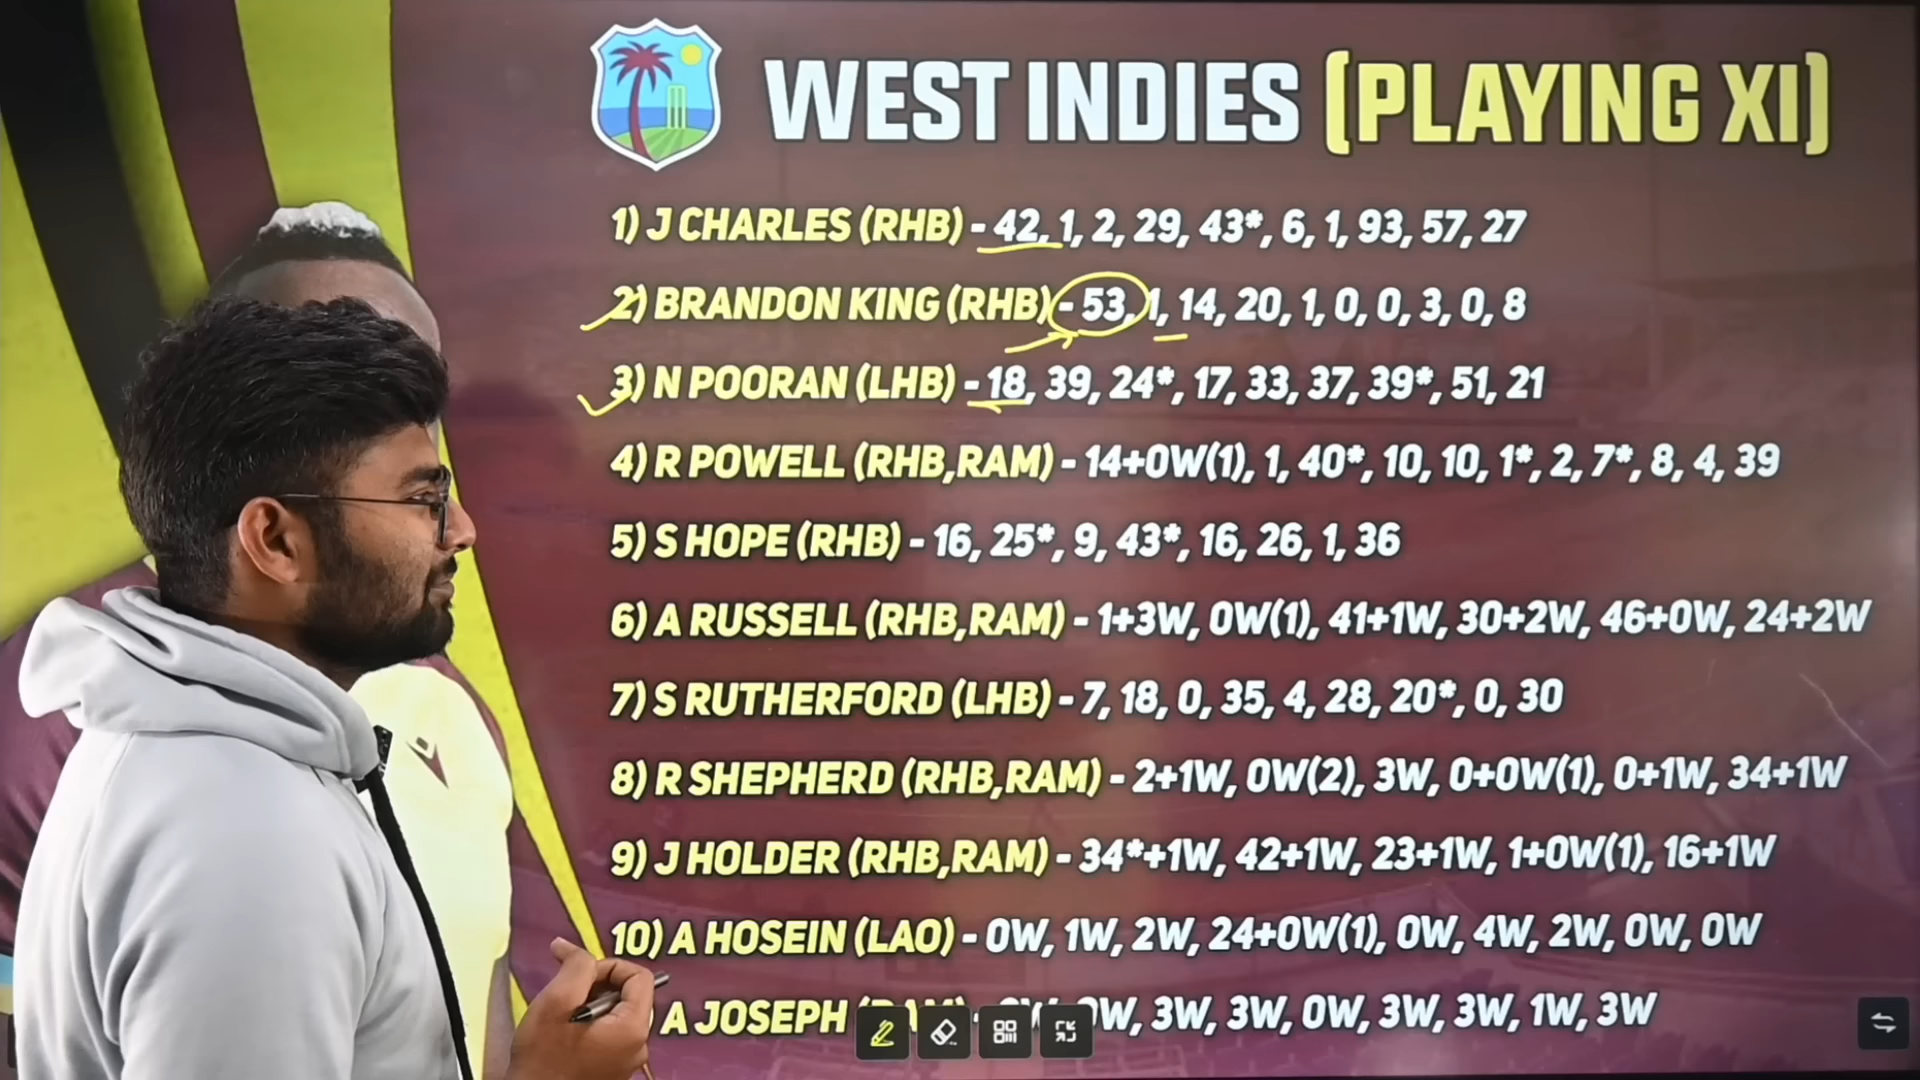 WEST INDIES (PLAYING XI)
1) J CHARLES (RHB) - 42, 1, 2, 29, 43*, 6, 1, 93, 57, 27
2) BRANDON KING (RHB) - 53, 1, 14, 20, 1, 0, 0, 3, 0, 8
3) N POORAN (LHB) - 18, 39, 24*, 17, 33, 37, 39*, 51, 21
4) R POWELL (RHB,RAM) - 14+0W(1), 1, 40*, 10, 10, 1*, 2, 7*, 8, 4, 39
5) S HOPE (RHB) - 16, 25*, 9, 43*, 16, 26, 1, 36
6) A RUSSELL (RHB,RAM) - 1+3W, 0W(1), 41+1W, 30+2W, 46+0W, 24+2W
7) S RUTHERFORD (LHB) - 7, 18, 0, 35, 4, 28, 20*, 0, 30
8) R SHEPHERD (RHB,RAM) - 2+1W, 0W(2), 3W, 0+0W(1), 0+1W, 34+1W
9) J HOLDER (RHB,RAM) - 34*+1W, 42+1W, 23+1W, 1+0W(1), 16+1W
10) A HOSEIN (LAO) - 0W, 1W, 2W, 24+0W(1), 0W, 4W, 2W, 0W, 0W
) A JOSEPH 3W, 3W, 0W, 3W, 3W, 1W, 3W